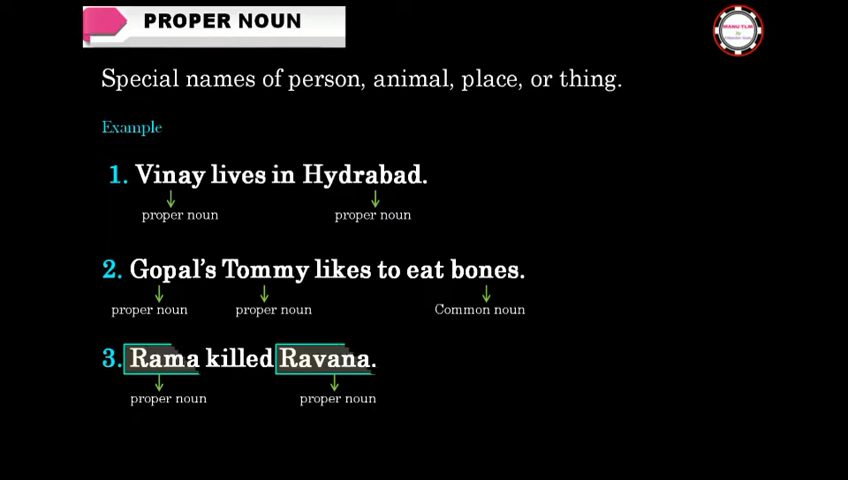 PROPER NOUN
MANU TLM
Special names of person, animal, place, or thing.
Example
1. Vinay lives in Hydrabad.
proper noun proper noun
2. Gopal's Tommy likes to eat bones.
proper noun proper noun Common noun
3. Rama killed Ravana.
proper noun proper noun